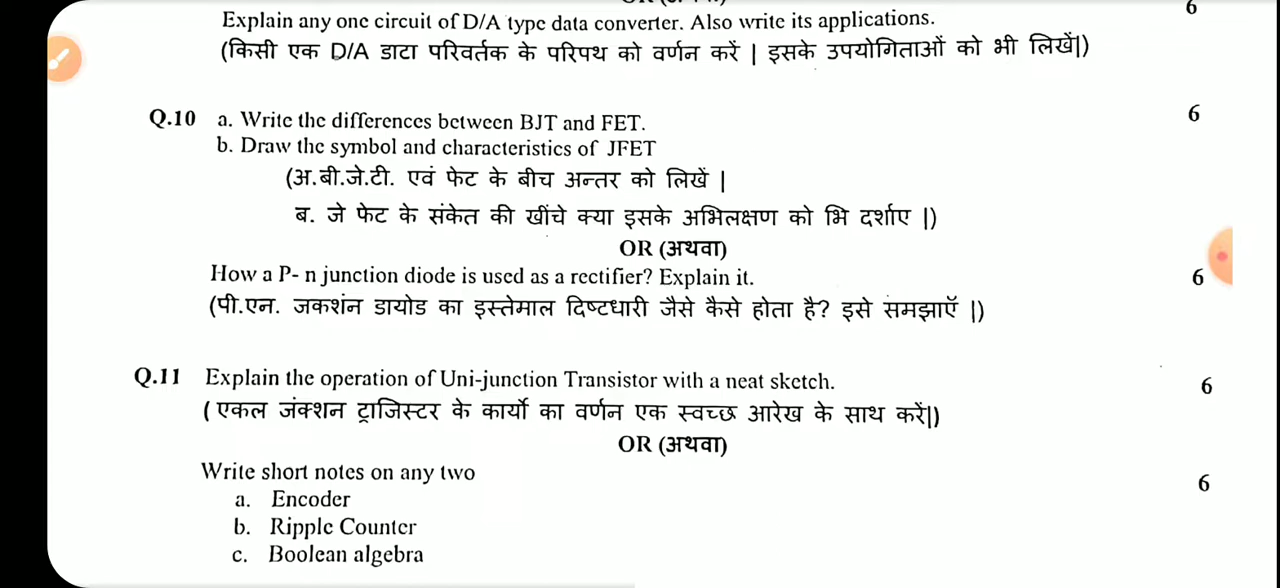 Explain any one circuit of D/A type data converter. Also write its applications. 6
(किसी एक D/A डाटा परिवर्तक के परिपथ को वर्णन करें | इसके उपयोगिताओं को भी लिखें|)
Q.10 a. Write the differences between BJT and FET. 6
b. Draw the symbol and characteristics of JFET
(अ.बी.जे.टी. एवं फेट के बीच अन्तर को लिखें |
ब. जे फेट के संकेत की खींचे क्या इसके अभिलक्षण को भि दर्शाए |)
OR (अथवा)
How a P- n junction diode is used as a rectifier? Explain it. 6
(पी.एन. जकशंन डायोड का इस्तेमाल दिष्टधारी जैसे कैसे होता है? इसे समझाएँ |)
Q.11 Explain the operation of Uni-junction Transistor with a neat sketch. 6
( एकल जंक्शन ट्राजिस्टर के कार्यो का वर्णन एक स्वच्छ आरेख के साथ करें|)
OR (अथवा)
Write short notes on any two 6
a. Encoder
b. Ripple Counter
c. Boolean algebra